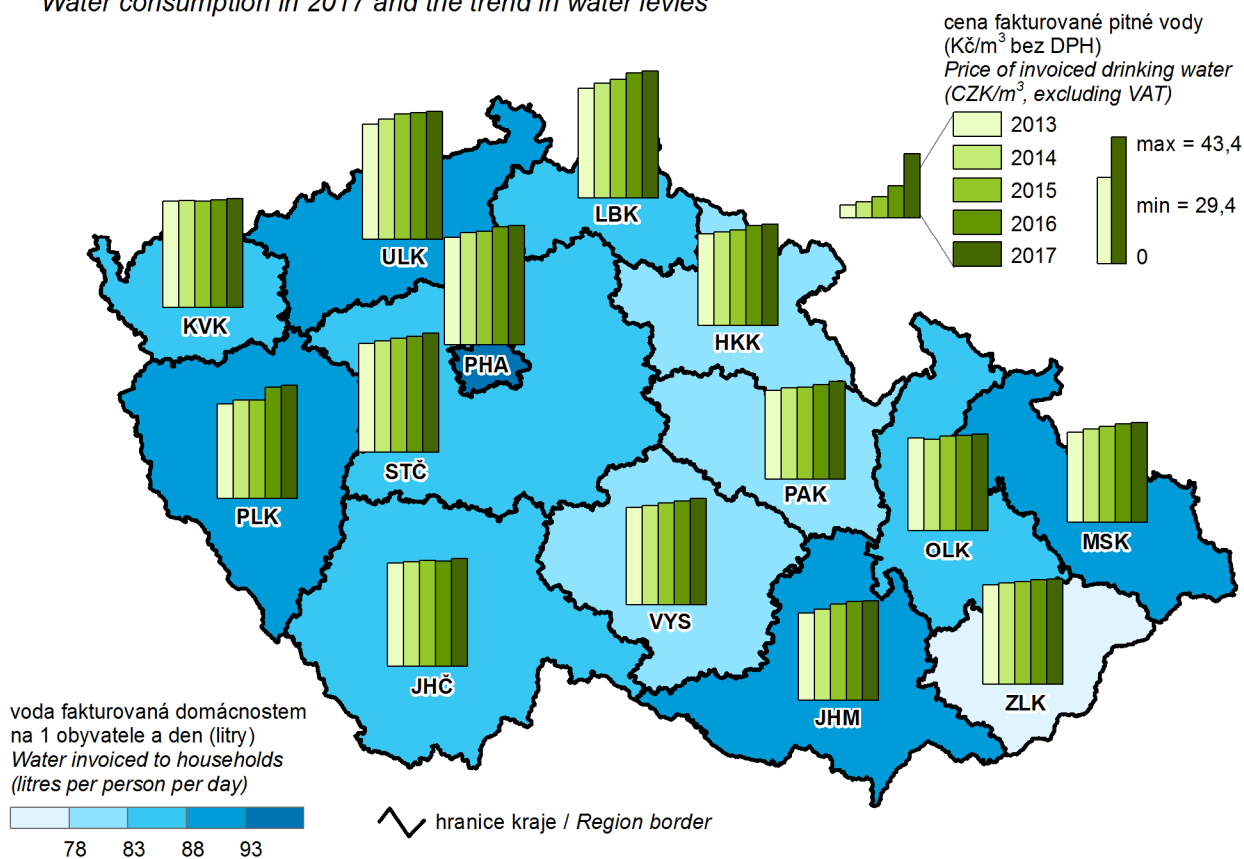 Water consumption in 2017 and the trend in water levies
cena fakturované pitné vody
(Kč/m³ bez DPH)
Price of invoiced drinking water
(CZK/m³, excluding VAT)
2013
2014
2015
2016
2017
max = 43,4
min = 29,4
0
LBK
ULK
KVK
HKK
PHA
STČ
PAK
PLK
OLK
MSK
VYS
JHČ
ZLK
JHM
voda fakturovaná domácnostem
na 1 obyvatele a den (litry)
Water invoiced to households
(litres per person per day)
78 83 88 93
hranice kraje / Region border